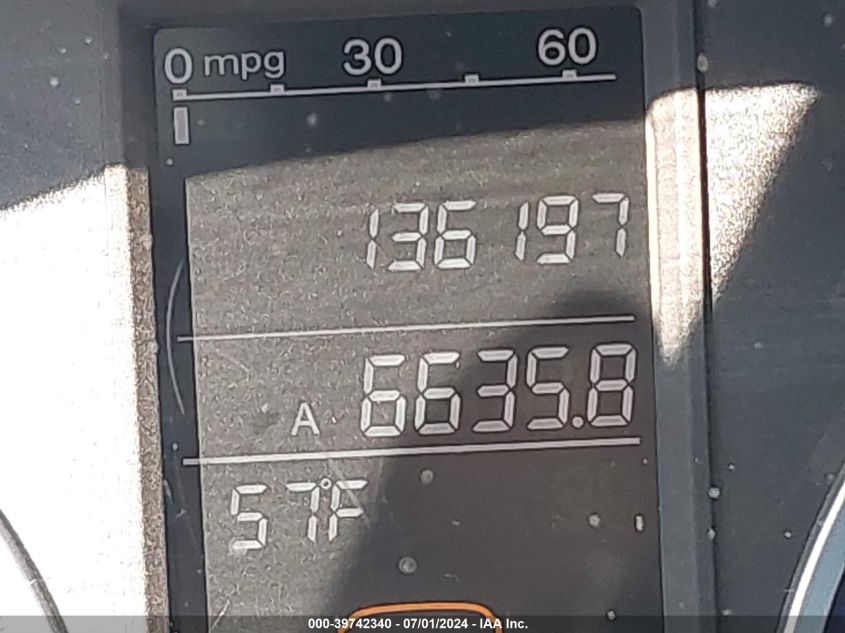 0 mpg 30 60
136197
A 6635.8
57°F
000-39742340 - 07/01/2024 - IAA Inc.